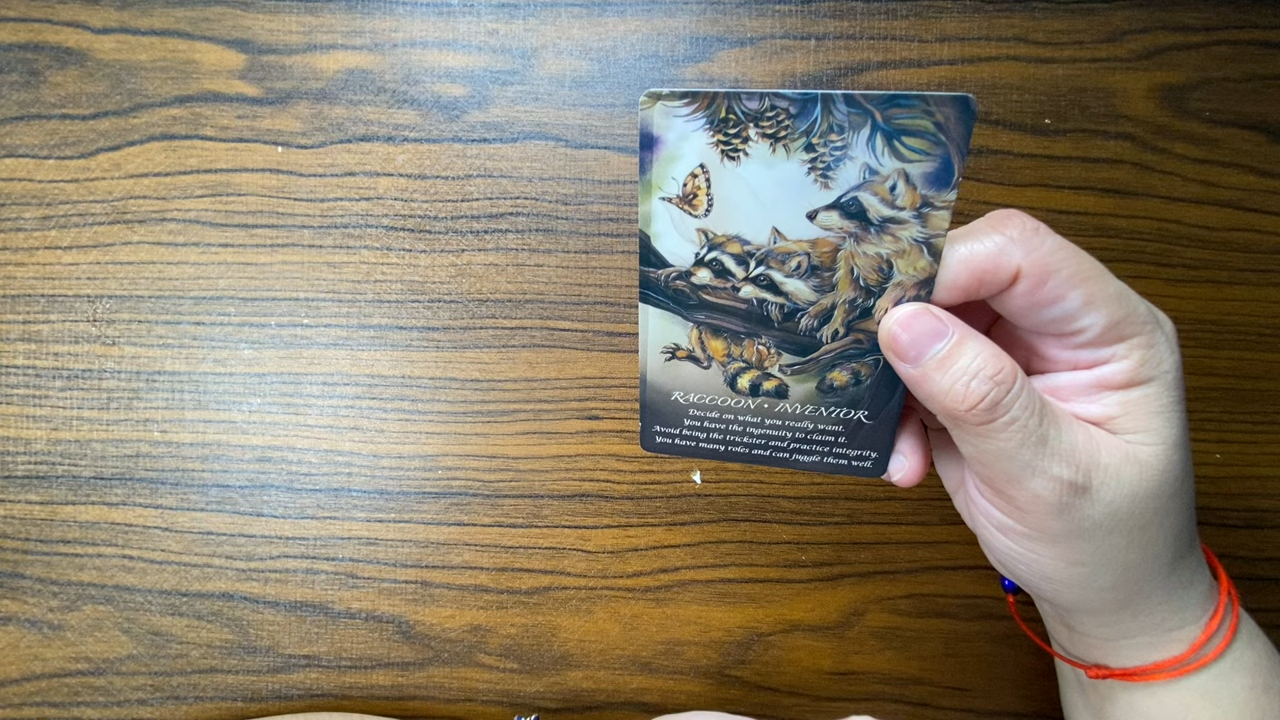 RACCOON • INVENTOR
Decide on what you really want.
You have the ingenuity to claim it.
Avoid being the trickster and practice integrity.
You have many roles and can juggle them well.